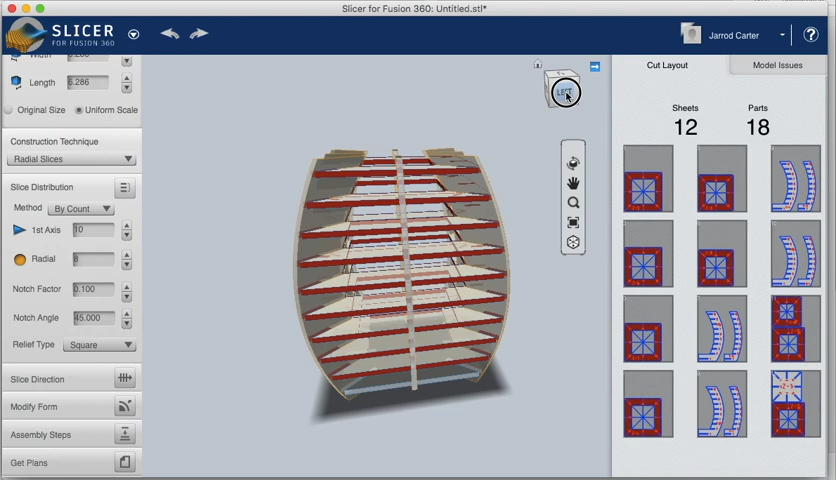 Slicer for Fusion 360: Untitled.stl*
SLICER
FOR FUSION 360
Jarrod Carter
?
Width
Length 6.286
Original Size Uniform Scale
Construction Technique
Radial Slices
Slice Distribution
Method By Count
1st Axis 10
Radial 8
Notch Factor 0.100
Notch Angle 45.000
Relief Type Square
Slice Direction
Modify Form
Assembly Steps
Get Plans
LEFT
Cut Layout Model Issues
Sheets Parts
12 18